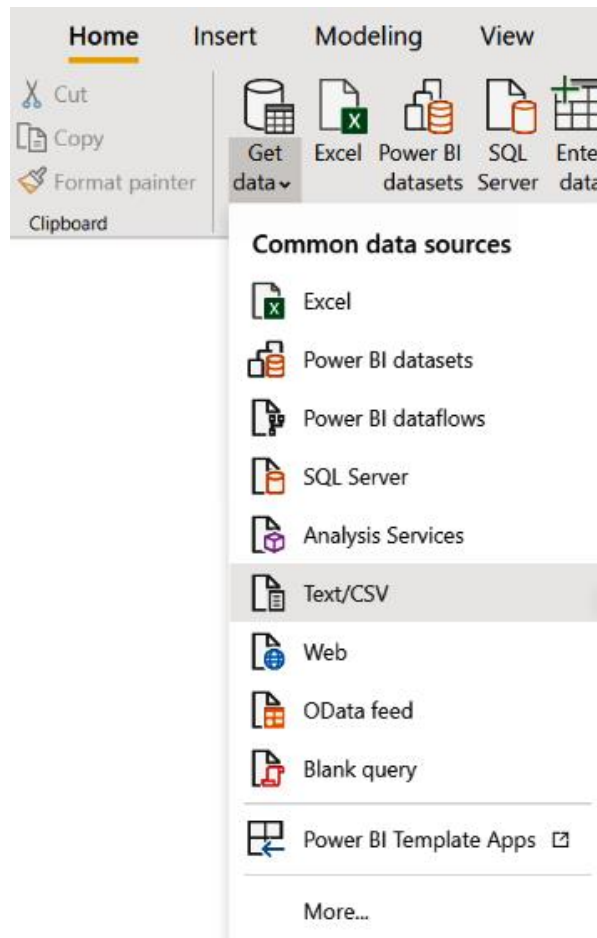 Home Insert Modeling View
Cut
Copy
Format painter
Clipboard
Get data
Excel
Power BI datasets
SQL Server
Common data sources
Excel
Power BI datasets
Power BI dataflows
SQL Server
Analysis Services
Text/CSV
Web
OData feed
Blank query
Power BI Template Apps
More...